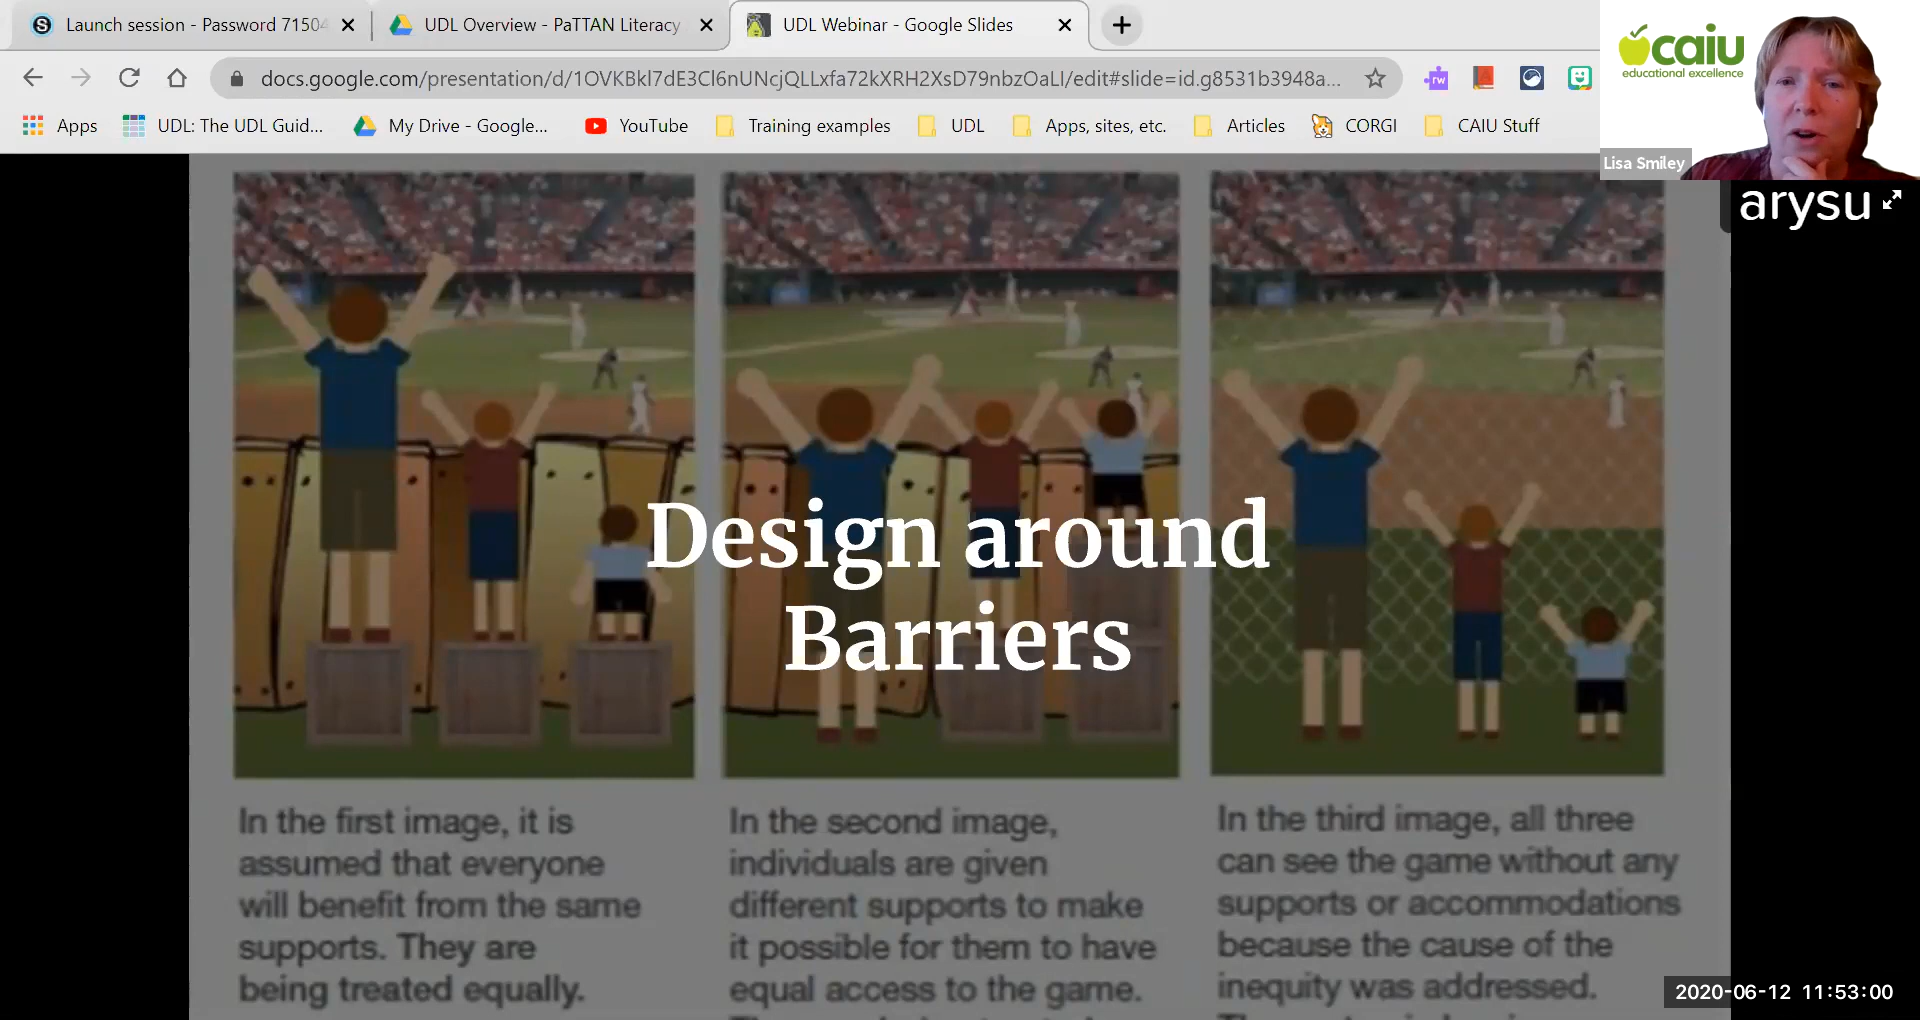 Launch session - Password 71504
UDL Overview - PaTTAN Literacy
UDL Webinar - Google Slides
docs.google.com/presentation/d/1OVKBkI7dE3Cl6nUNcjQLLxfa72kXRH2XsD79nbzOaLI/edit#slide=id.g8531b3948a...
rw
Apps
UDL: The UDL Guid...
My Drive - Google...
YouTube
Training examples
UDL
Apps, sites, etc.
Articles
CORGI
CAIU Stuff
caiu
educational excellence
Lisa Smiley
arysu
Design around
Barriers
In the first image, it is
assumed that everyone
will benefit from the same
supports. They are
being treated equally.
In the second image,
individuals are given
different supports to make
it possible for them to have
equal access to the game.
In the third image, all three
can see the game without any
supports or accommodations
because the cause of the
inequity was addressed.
2020-06-12 11:53:00